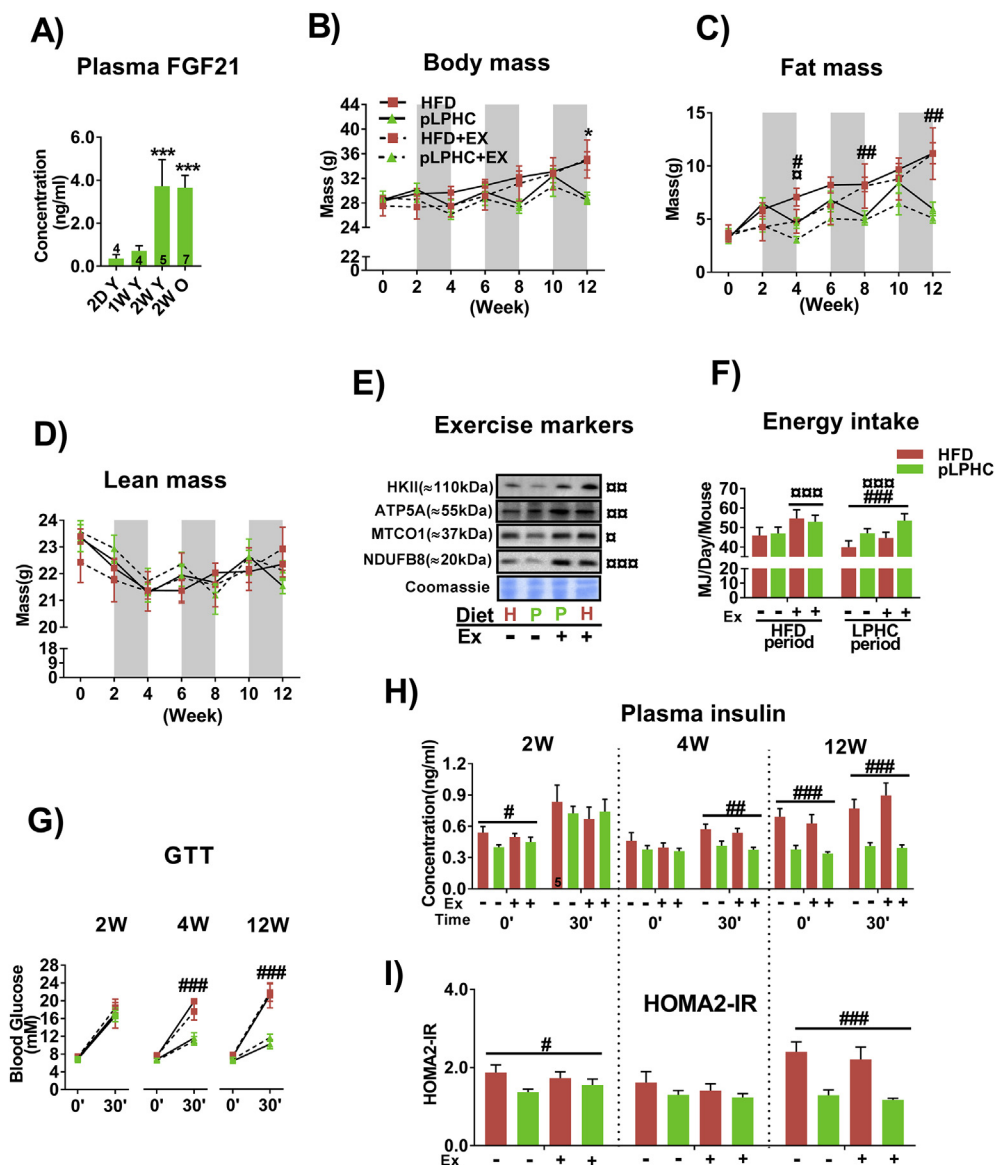 A)
Plasma FGF21
Concentration
(ng/ml)
6.0
4.0
2.0
0.0
*** ***
4 4 5 7
2D Y 1W Y 2W Y 2W O
B)
Body mass
HFD
pLPHC
HFD+EX
pLPHC+EX
*
Mass (g)
44
40
36
32
28
24
22
0
0 2 4 6 8 10 12
(Week)
C)
Fat mass
#
¤
##
##
Mass(g)
15
10
5
0
0 2 4 6 8 10 12
(Week)
D)
Lean mass
Mass(g)
24
23
22
21
20
18
9
0
0 2 4 6 8 10 12
(Week)
E)
Exercise markers
HKII(≈110kDa) ¤¤
ATP5A(≈55kDa) ¤¤
MTCO1(≈37kDa) ¤
NDUFB8(≈20kDa) ¤¤¤
Coomassie
Diet H P P H
Ex - - + +
F)
Energy intake
HFD
pLPHC
¤¤¤
¤¤¤
###
MJ/Day/Mouse
70
60
50
40
20
0
Ex - - + + - - + +
HFD
period
LPHC
period
G)
GTT
2W 4W 12W
### ###
Blood Glucose
(mM)
28
24
20
16
12
8
4
0
0' 30' 0' 30' 0' 30'
H)
Plasma insulin
2W 4W 12W
# ## ### ###
Concentration(ng/ml)
1.2
0.9
0.6
0.3
0.0
5
Ex - - + + - - + + - - + + - - + + - - + + - - + +
Time 0' 30' 0' 30' 0' 30'
I)
HOMA2-IR
# ###
HOMA2-IR
4.0
2.0
0.0
Ex - - + + - - + + - - + +